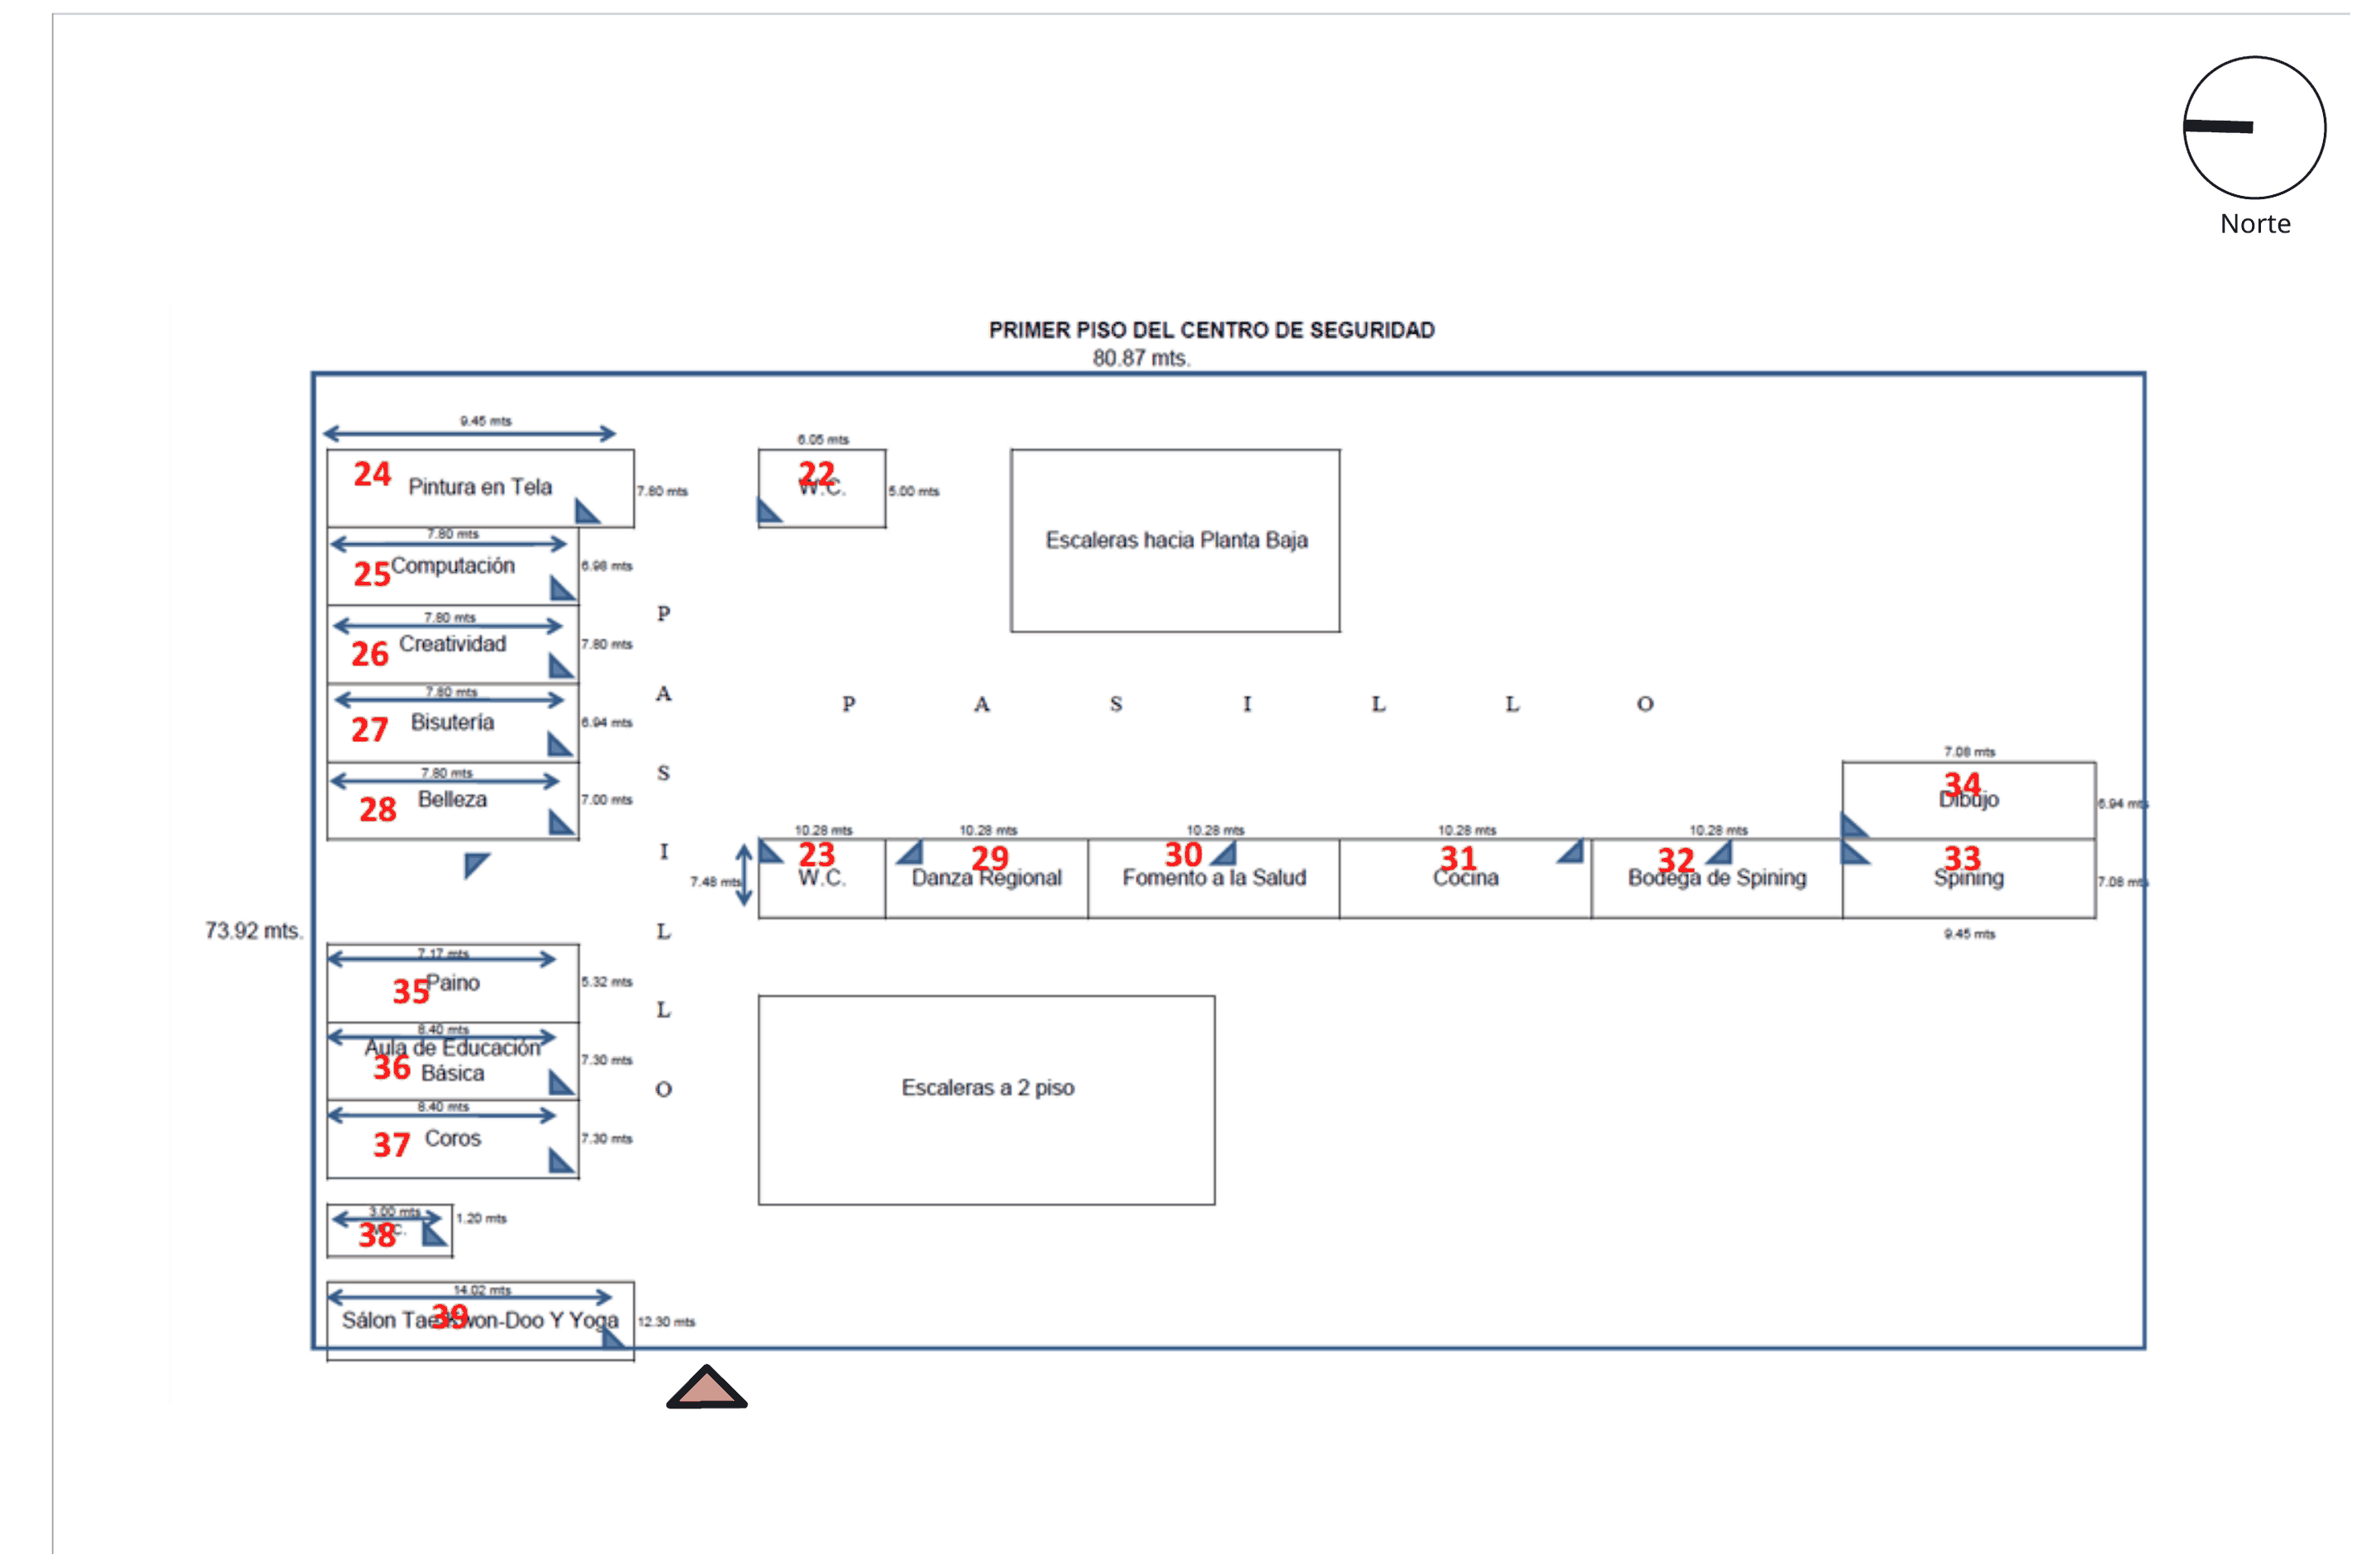 Norte
PRIMER PISO DEL CENTRO DE SEGURIDAD
80.87 mts.
9.45 mts
24
Pintura en Tela
7.80 mts
6.05 mts
22
W.C.
5.00 mts
Escaleras hacia Planta Baja
7.80 mts
25
Computación
6.98 mts
7.80 mts
26
Creatividad
7.80 mts
7.80 mts
27
Bisutería
6.94 mts
7.80 mts
28
Belleza
7.00 mts
P A S I L L O
P A S I L L O
7.08 mts
34
Dibujo
6.94 mts
10.28 mts
23
W.C.
7.48 mts
10.28 mts
29
Danza Regional
10.28 mts
30
Fomento a la Salud
10.28 mts
31
Cocina
10.28 mts
32
Bodega de Spining
33
Spining
7.08 mts
9.45 mts
73.92 mts.
7.17 mts
35
Paino
5.32 mts
8.40 mts
Aula de Educación
36
Básica
7.30 mts
8.40 mts
37
Coros
7.30 mts
Escaleras a 2 piso
3.00 mts
38
1.20 mts
14.02 mts
39
Sálon Tae Kwon-Doo Y Yoga
12.30 mts